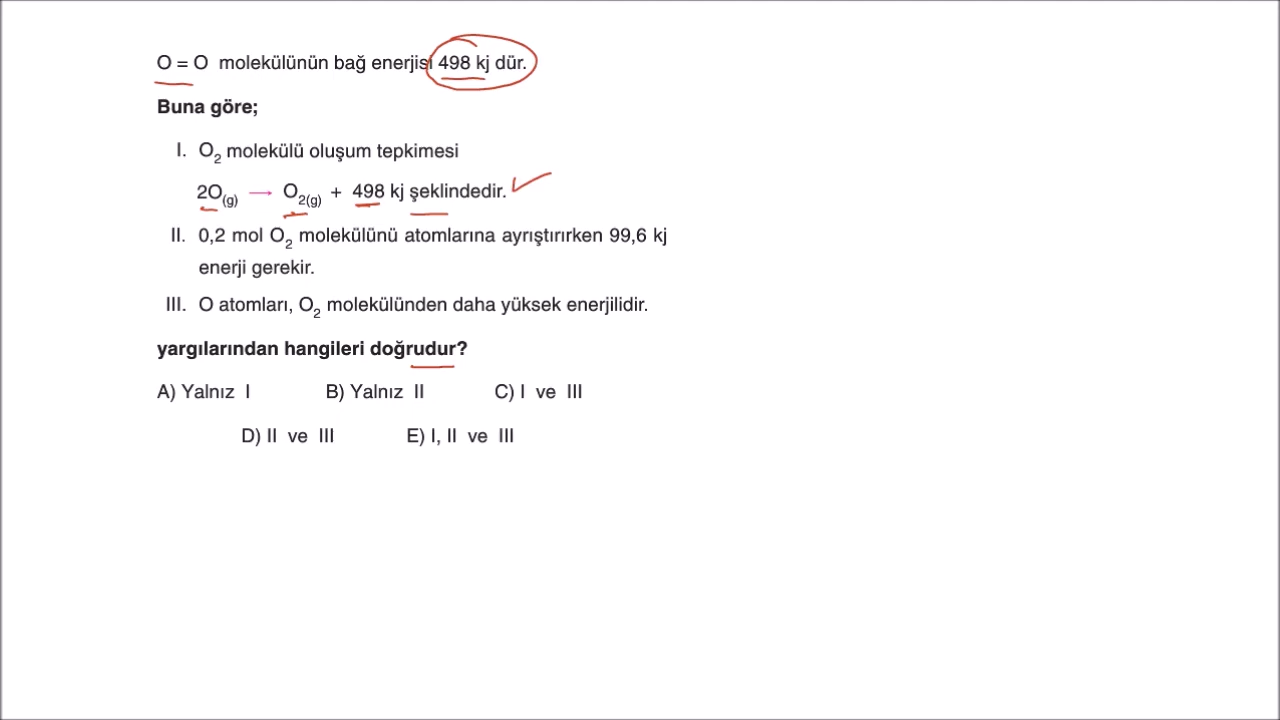 O = O molekülünün bağ enerjisi 498 kj dür.
Buna göre;
I. O₂ molekülü oluşum tepkimesi
2O(g) → O₂(g) + 498 kj şeklindedir.
II. 0,2 mol O₂ molekülünü atomlarına ayrıştırırken 99,6 kj
enerji gerekir.
III. O atomları, O₂ molekülünden daha yüksek enerjilidir.
yargılarından hangileri doğrudur?
A) Yalnız I B) Yalnız II C) I ve III
D) II ve III E) I, II ve III